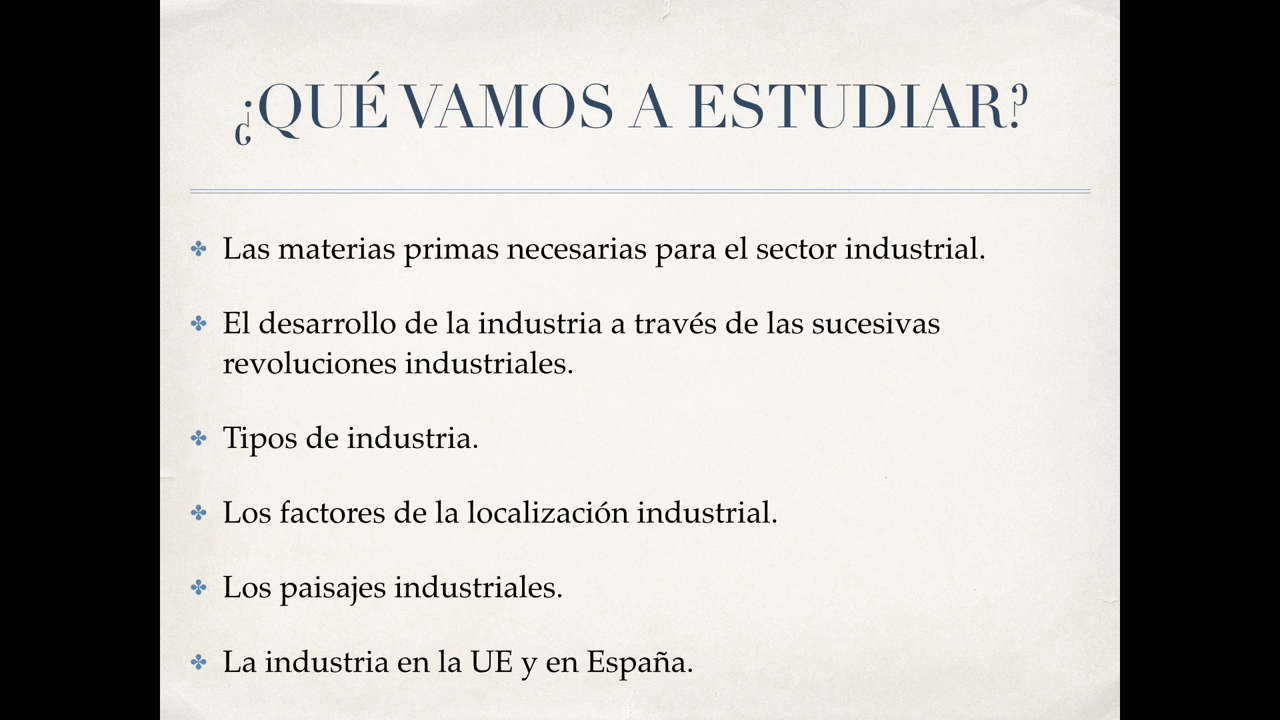 ¿QUÉ VAMOS A ESTUDIAR?
Las materias primas necesarias para el sector industrial.
El desarrollo de la industria a través de las sucesivas
revoluciones industriales.
Tipos de industria.
Los factores de la localización industrial.
Los paisajes industriales.
La industria en la UE y en España.